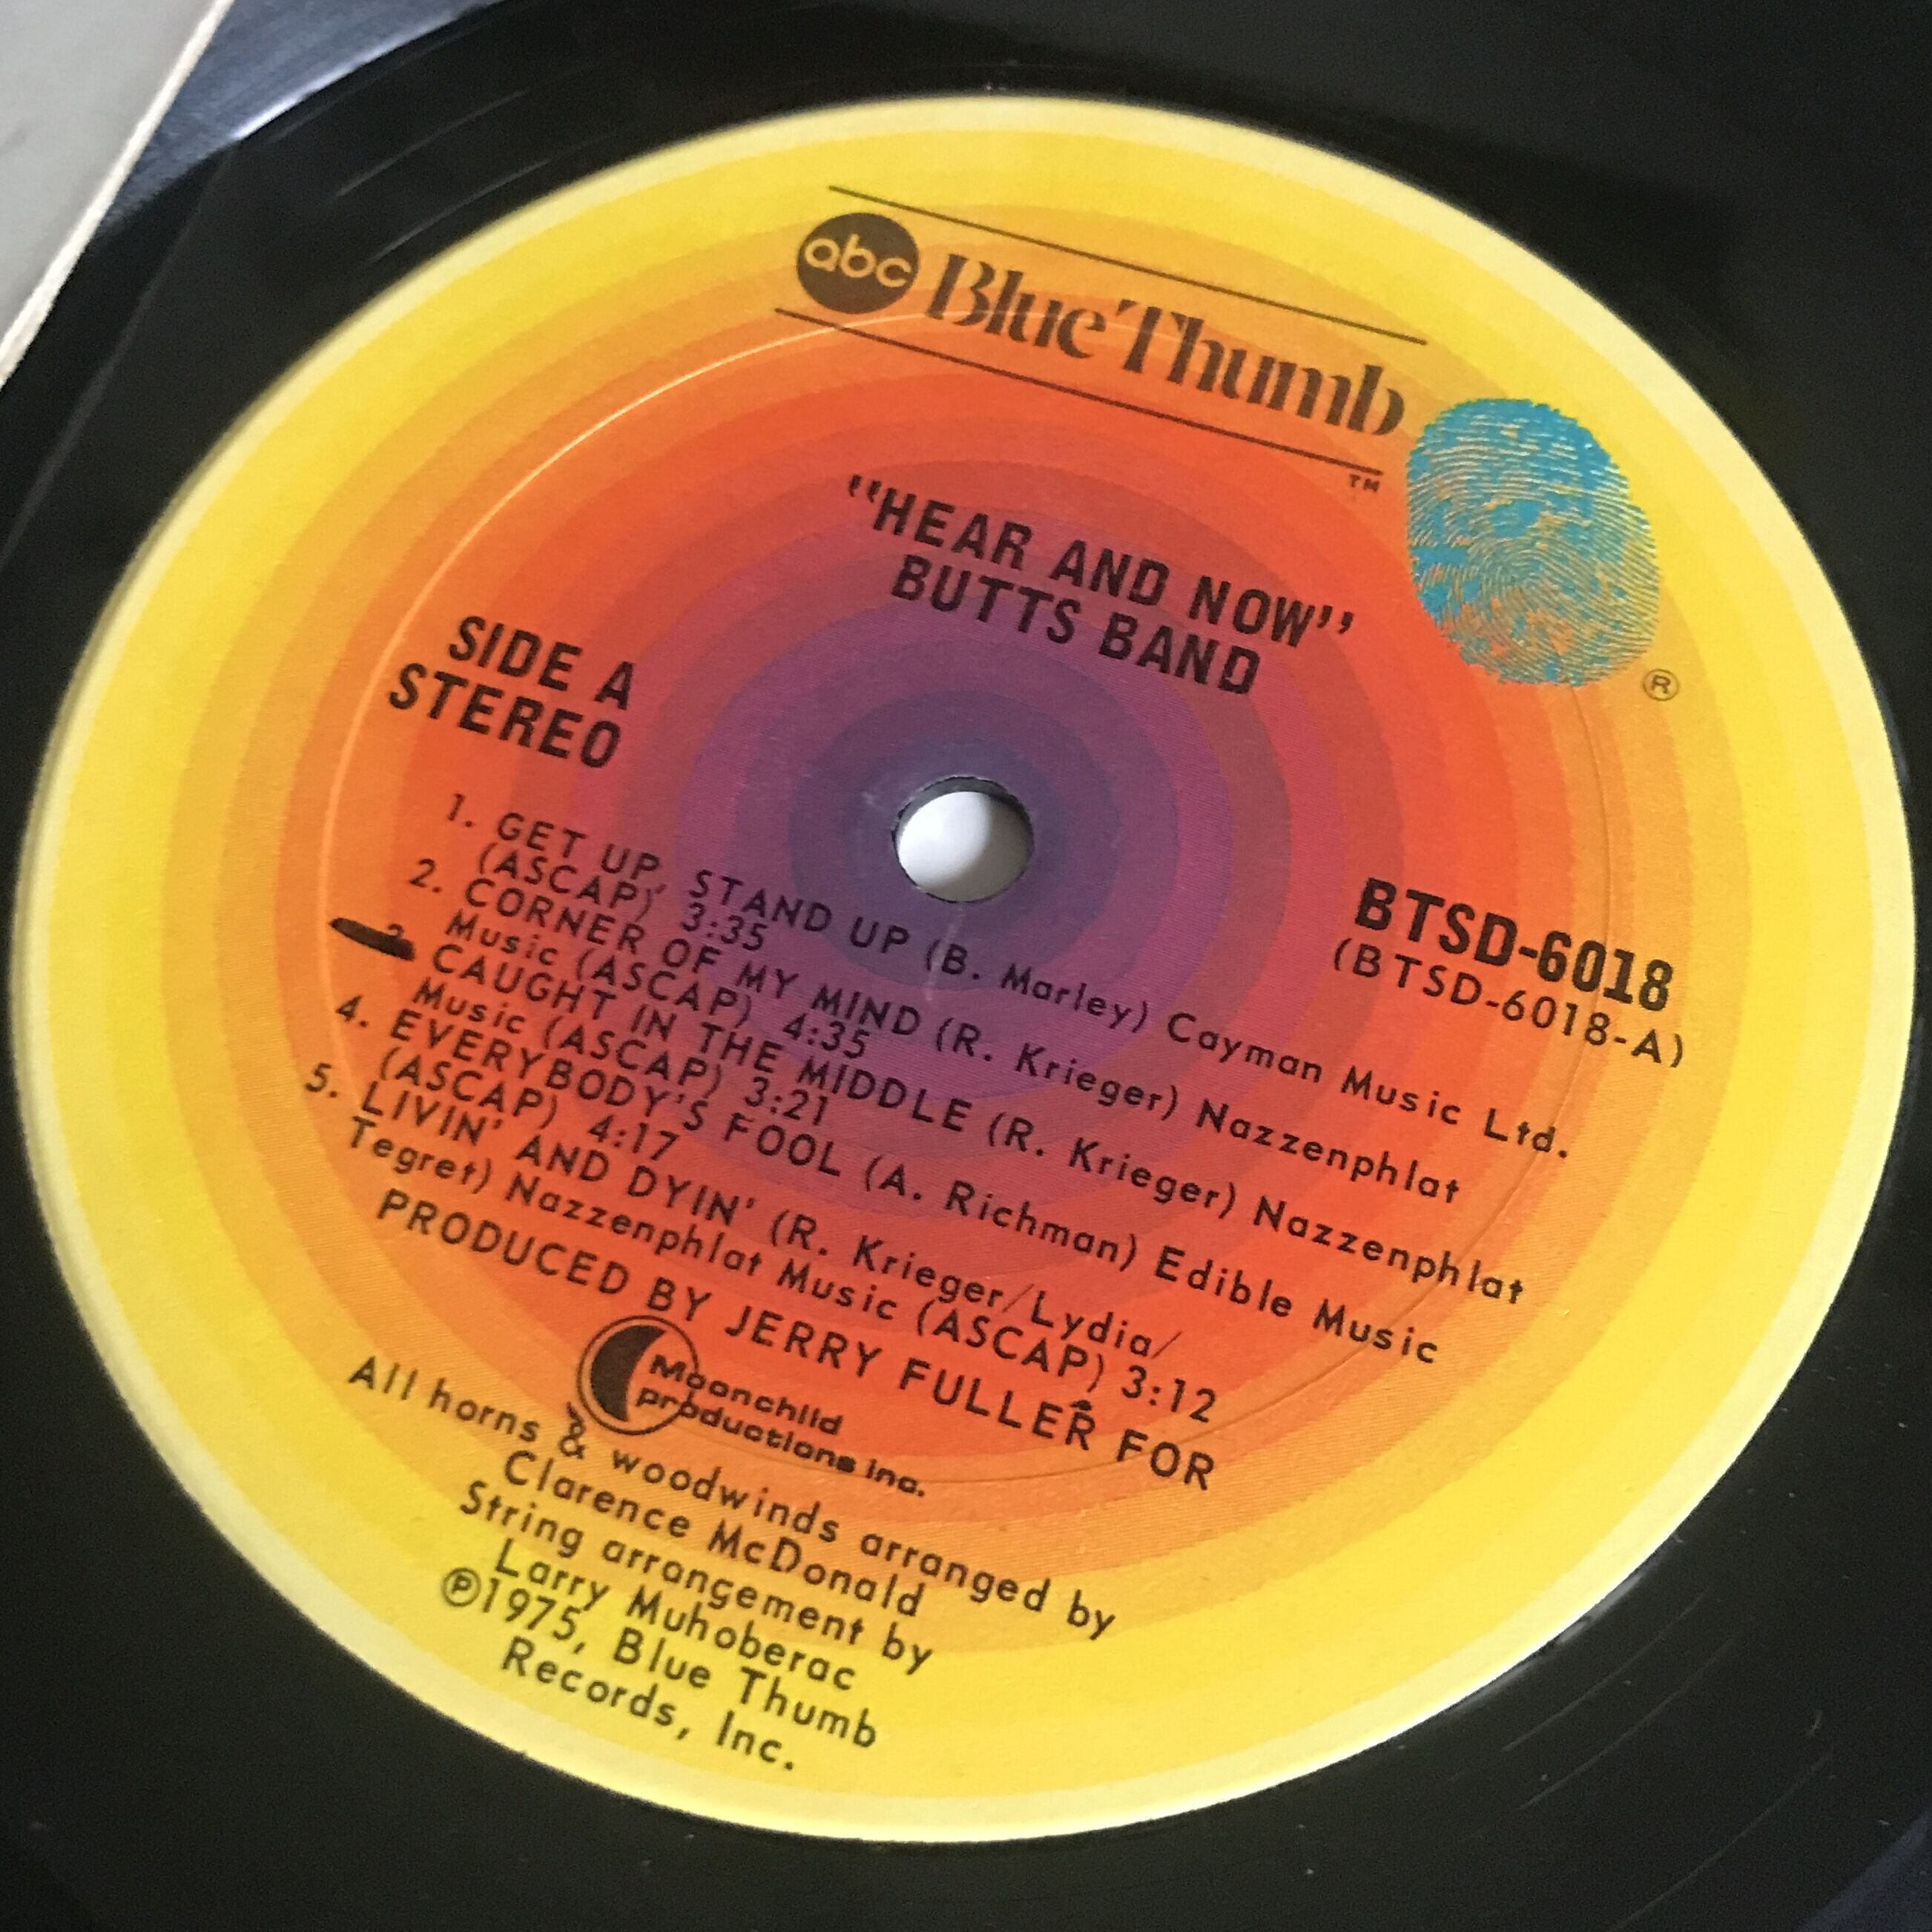 abc Blue Thumb
TM
®
"HEAR AND NOW"
BUTTS BAND
SIDE A
STEREO
BTSD-6018
(BTSD-6018-A)
1. GET UP, STAND UP (B. Marley) Cayman Music Ltd.
(ASCAP) 3:35
2. CORNER OF MY MIND (R. Krieger) Nazzenphlat
Music (ASCAP) 4:35
3. CAUGHT IN THE MIDDLE (R. Krieger) Nazzenphlat
Music (ASCAP) 3:21
4. EVERYBODY'S FOOL (A. Richman) Edible Music
(ASCAP) 4:17
5. LIVIN' AND DYIN' (R. Krieger/Lydia/
Tegret) Nazzenphlat Music (ASCAP) 3:12
PRODUCED BY JERRY FULLER FOR
Moonchild
productions inc.
All horns & woodwinds arranged by
Clarence McDonald
String arrangement by
Larry Muhoberac
℗1975, Blue Thumb
Records, Inc.